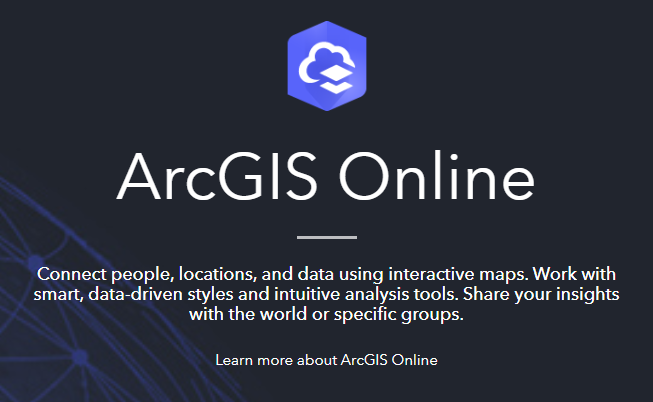 ArcGIS Online
Connect people, locations, and data using interactive maps. Work with
smart, data-driven styles and intuitive analysis tools. Share your insights
with the world or specific groups.
Learn more about ArcGIS Online